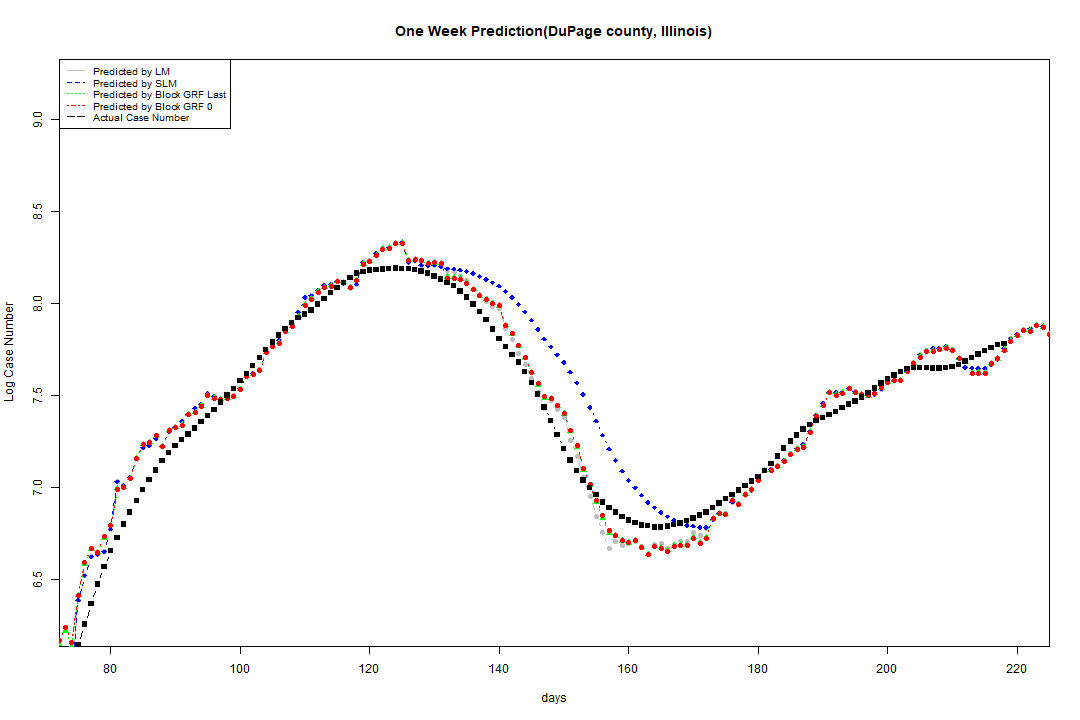 One Week Prediction(DuPage county, Illinois)
Predicted by LM
Predicted by SLM
Predicted by Block GRF Last
Predicted by Block GRF 0
Actual Case Number
9.0
8.5
8.0
7.5
7.0
6.5
Log Case Number
80 100 120 140 160 180 200 220
days